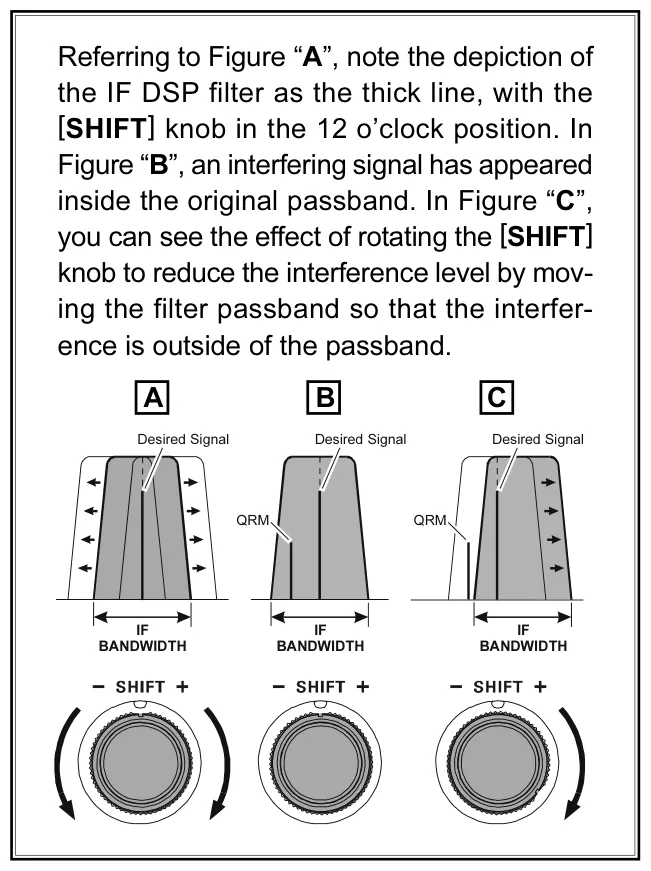 Referring to Figure “A”, note the depiction of
the IF DSP filter as the thick line, with the
[SHIFT] knob in the 12 o’clock position. In
Figure “B”, an interfering signal has appeared
inside the original passband. In Figure “C”,
you can see the effect of rotating the [SHIFT]
knob to reduce the interference level by mov-
ing the filter passband so that the interfer-
ence is outside of the passband.
A
B
C
Desired Signal
Desired Signal
Desired Signal
QRM
QRM
IF
BANDWIDTH
IF
BANDWIDTH
IF
BANDWIDTH
– SHIFT +
– SHIFT +
– SHIFT +